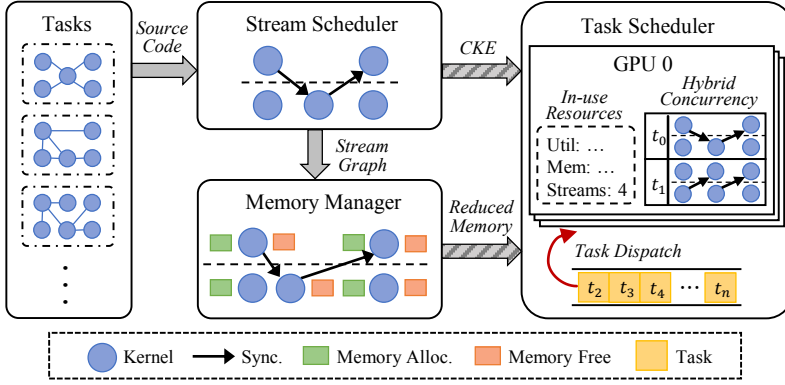 Tasks
Source
Code
Stream Scheduler
CKE
Task Scheduler
GPU 0
In-use
Resources
Util: ...
Mem: ...
Streams: 4
Hybrid
Concurrency
t0
t1
Stream
Graph
Memory Manager
Reduced
Memory
Task Dispatch
t2 t3 t4 ... tn
Kernel
Sync.
Memory Alloc.
Memory Free
Task